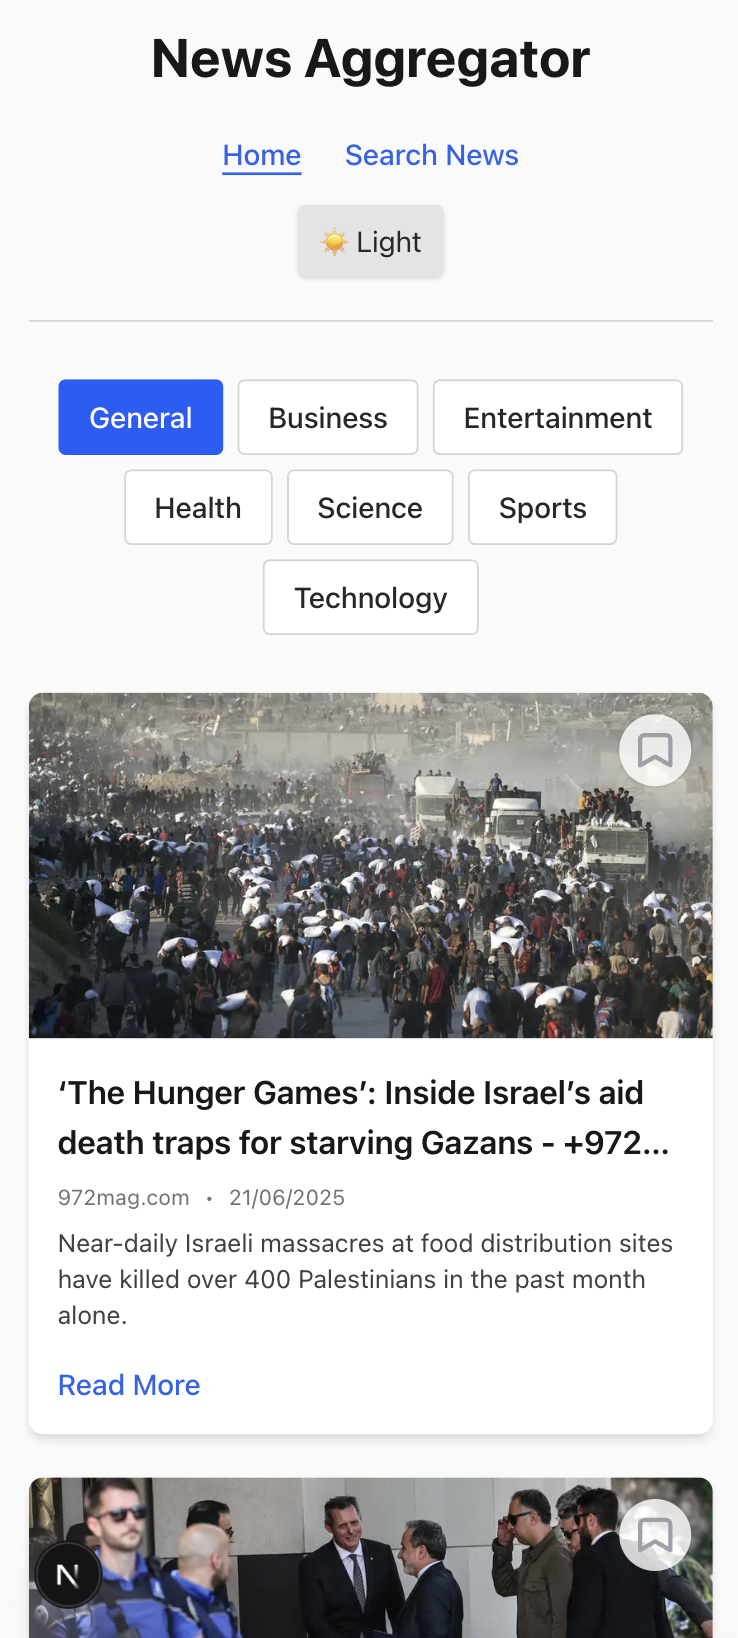 News Aggregator
Home Search News
☀️ Light
General Business Entertainment
Health Science Sports
Technology
‘The Hunger Games’: Inside Israel’s aid
death traps for starving Gazans - +972...
972mag.com • 21/06/2025
Near-daily Israeli massacres at food distribution sites
have killed over 400 Palestinians in the past month
alone.
Read More
N